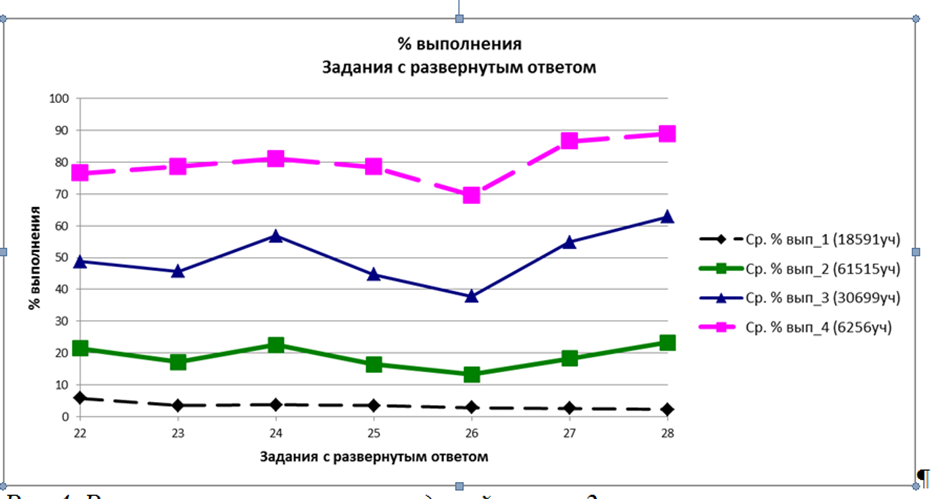 % выполнения
Задания с развернутым ответом
100
90
80
70
60
50
40
30
20
10
0
% выполнения
22 23 24 25 26 27 28
Задания с развернутым ответом
Ср. % вып_1 (18591уч)
Ср. % вып_2 (61515уч)
Ср. % вып_3 (30699уч)
Ср. % вып_4 (6256уч)
¶